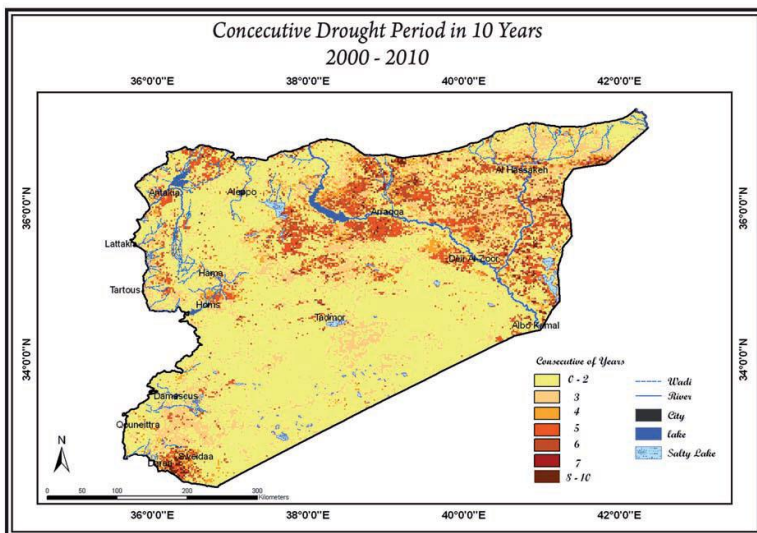 Concecutive Drought Period in 10 Years
2000 - 2010
36°0'0"E 38°0'0"E 40°0'0"E 42°0'0"E
36°0'0"N 36°0'0"N
34°0'0"N 34°0'0"N
Al Hassakeh
Antakia
Aleppo
Arraqqa
Lattakia
Deir Al Zoor
Hama
Tartous
Homs
Tadmor
Albo Kamal
Damascus
Qouneittra
Sweidaa
Daraa
Consecutive of Years
0 - 2
3
4
5
6
7
8 - 10
Wadi
River
City
lake
Salty Lake
N
0 50 100 200 300
Kilometers
36°0'0"E 38°0'0"E 40°0'0"E 42°0'0"E